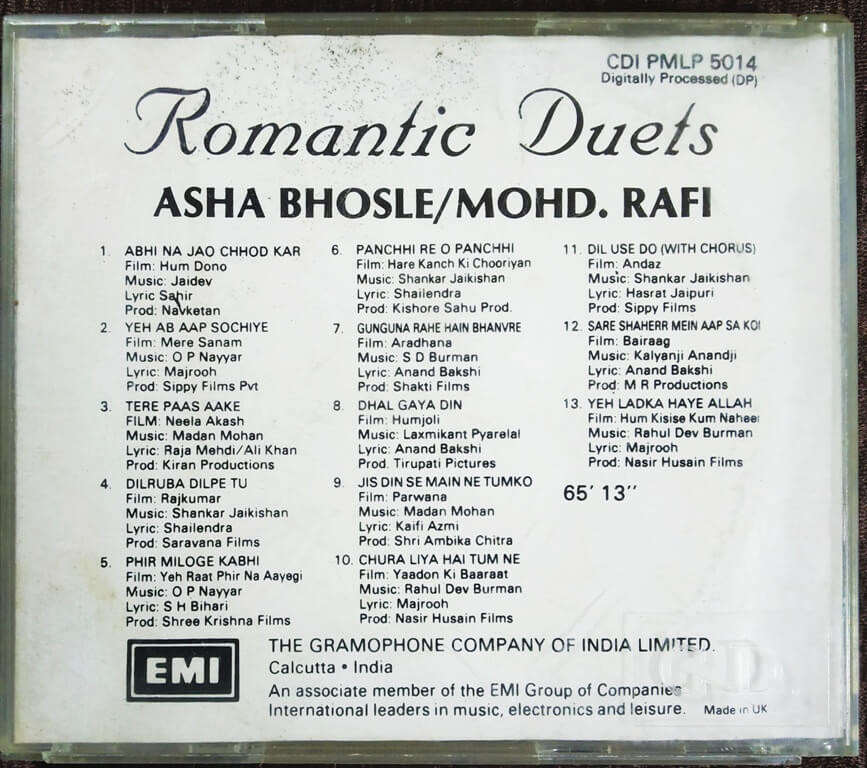 CDI PMLP 5014
Digitally Processed (DP)
Romantic Duets
ASHA BHOSLE/MOHD. RAFI
1. ABHI NA JAO CHHOD KAR
Film: Hum Dono
Music: Jaidev
Lyric Sahir
Prod: Navketan
2. YEH AB AAP SOCHIYE
Film: Mere Sanam
Music: O P Nayyar
Lyric: Majrooh
Prod: Sippy Films Pvt
3. TERE PAAS AAKE
FILM: Neela Akash
Music: Madan Mohan
Lyric: Raja Mehdi/Ali Khan
Prod: Kiran Productions
4. DILRUBA DILPE TU
Film: Rajkumar
Music: Shankar Jaikishan
Lyric: Shailendra
Prod: Saravana Films
5. PHIR MILOGE KABHI
Film: Yeh Raat Phir Na Aayegi
Music: O P Nayyar
Lyric: S H Bihari
Prod: Shree Krishna Films
6. PANCHHI RE O PANCHHI
Film: Hare Kanch Ki Chooriyan
Music: Shankar Jaikishan
Lyric: Shailendra
Prod: Kishore Sahu Prod.
7. GUNGUNA RAHE HAIN BHANVRE
Film: Aradhana
Music: S D Burman
Lyric: Anand Bakshi
Prod: Shakti Films
8. DHAL GAYA DIN
Film: Humjoli
Music: Laxmikant Pyarelal
Lyric: Anand Bakshi
Prod. Tirupati Pictures
9. JIS DIN SE MAIN NE TUMKO
Film: Parwana
Music: Madan Mohan
Lyric: Kaifi Azmi
Prod: Shri Ambika Chitra
10. CHURA LIYA HAI TUM NE
Film: Yaadon Ki Baaraat
Music: Rahul Dev Burman
Lyric: Majrooh
Prod: Nasir Husain Films
11. DIL USE DO (WITH CHORUS)
Film: Andaz
Music: Shankar Jaikishan
Lyric: Hasrat Jaipuri
Prod: Sippy Films
12. SARE SHAHERR MEIN AAP SA KOI
Film: Bairaag
Music: Kalyanji Anandji
Lyric: Anand Bakshi
Prod: M R Productions
13. YEH LADKA HAYE ALLAH
Film: Hum Kisise Kum
Music: Rahul Dev Burman
Lyric: Majrooh
Prod: Nasir Husain Films
65' 13"
EMI
THE GRAMOPHONE COMPANY OF INDIA LIMITED.
Calcutta • India
An associate member of the EMI Group of Companies
International leaders in music, electronics and leisure. Made in UK